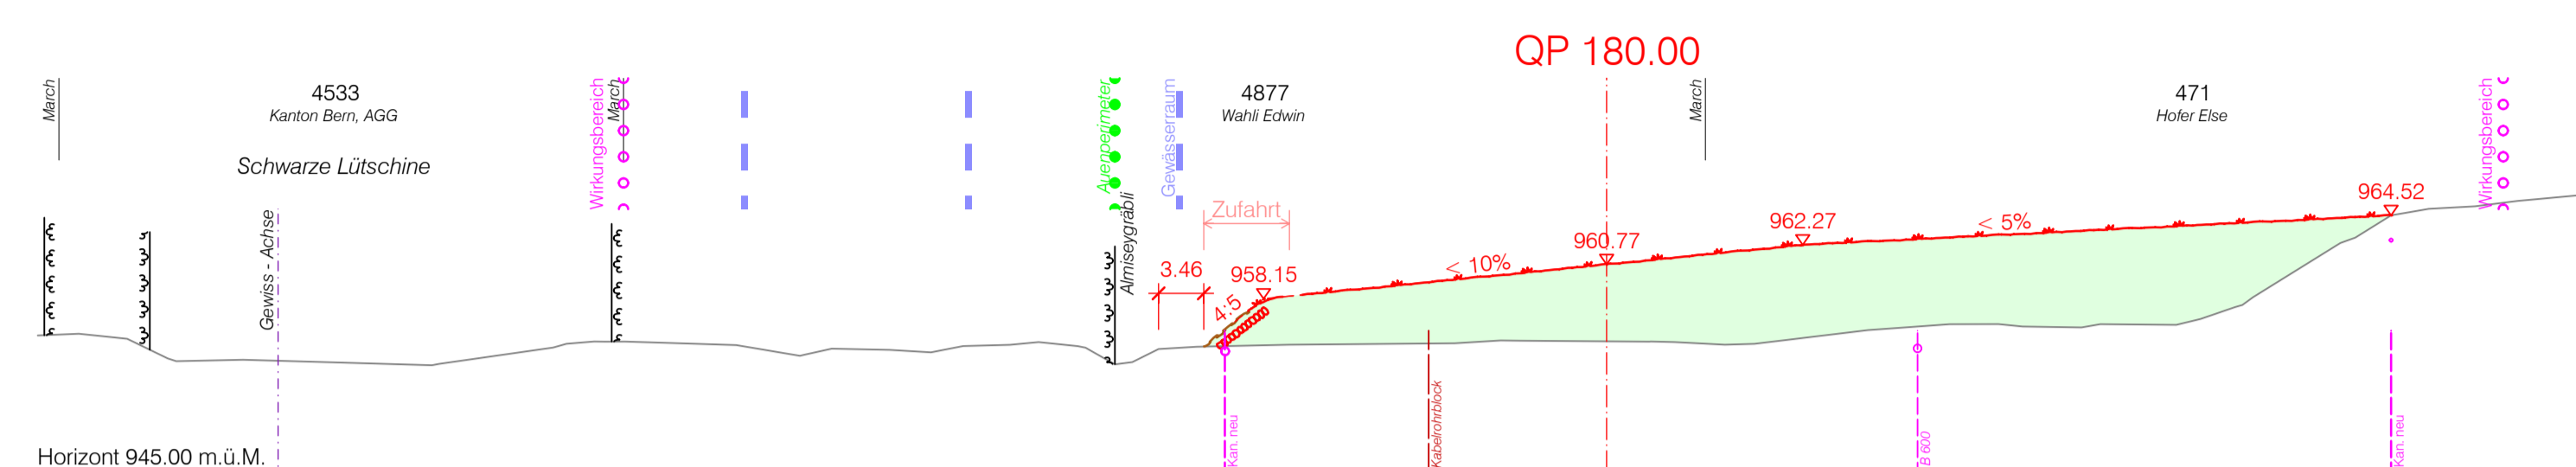 QP 180.00
March
4533
Kanton Bern, AGG
Schwarze Lütschine
Wirkungsbereich
March
Auenperimeter
Gewässerraum
4877
Wahli Edwin
March
471
Hofer Else
Wirkungsbereich
Gewiss - Achse
Almiseygräbli
Zufahrt
3.46
958.15
4:5
< 10%
960.77
962.27
< 5%
964.52
Kan. neu
Kabelrohrblock
B 600
Kan. neu
Horizont 945.00 m.ü.M.